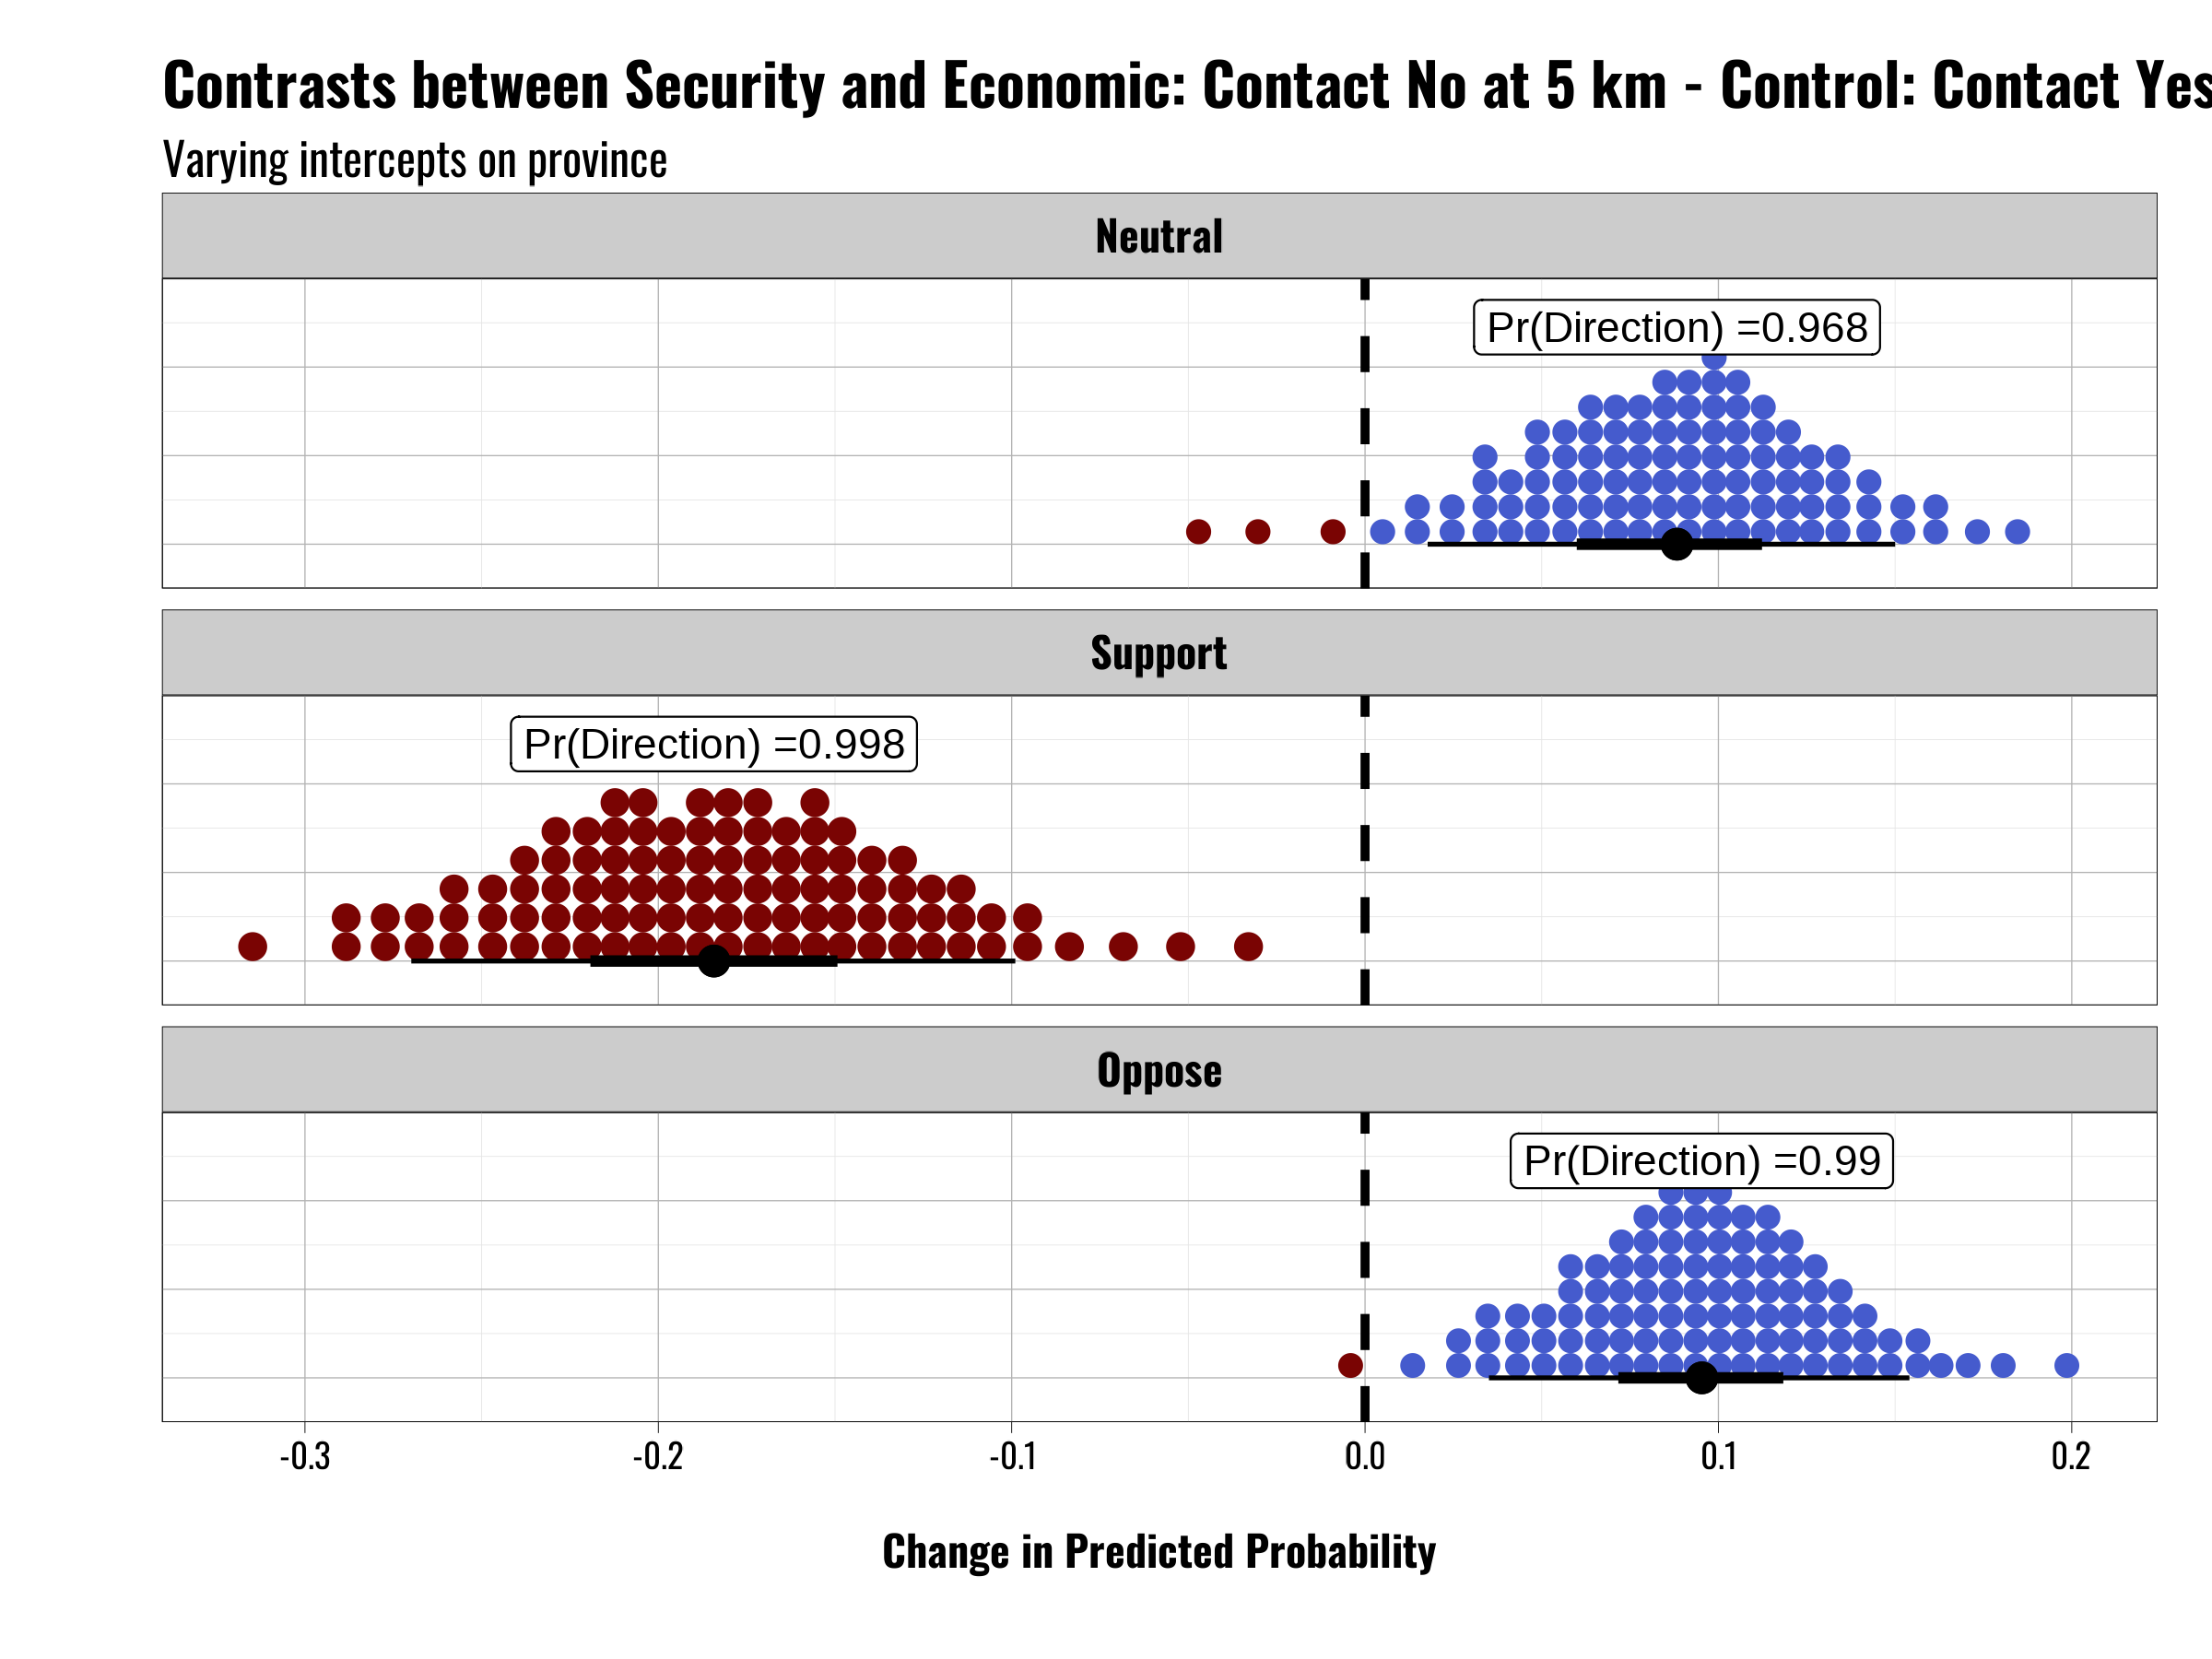 Contrasts between Security and Economic: Contact No at 5 km - Control: Contact Yes
Varying intercepts on province
Neutral
Pr(Direction) =0.968
Support
Pr(Direction) =0.998
Oppose
Pr(Direction) =0.99
-0.3 -0.2 -0.1 0.0 0.1 0.2
Change in Predicted Probability